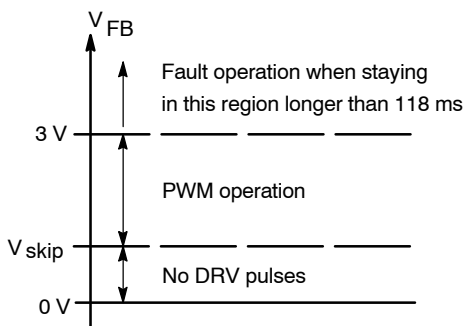 V FB
Fault operation when staying
in this region longer than 118 ms
3 V
PWM operation
V skip
No DRV pulses
0 V